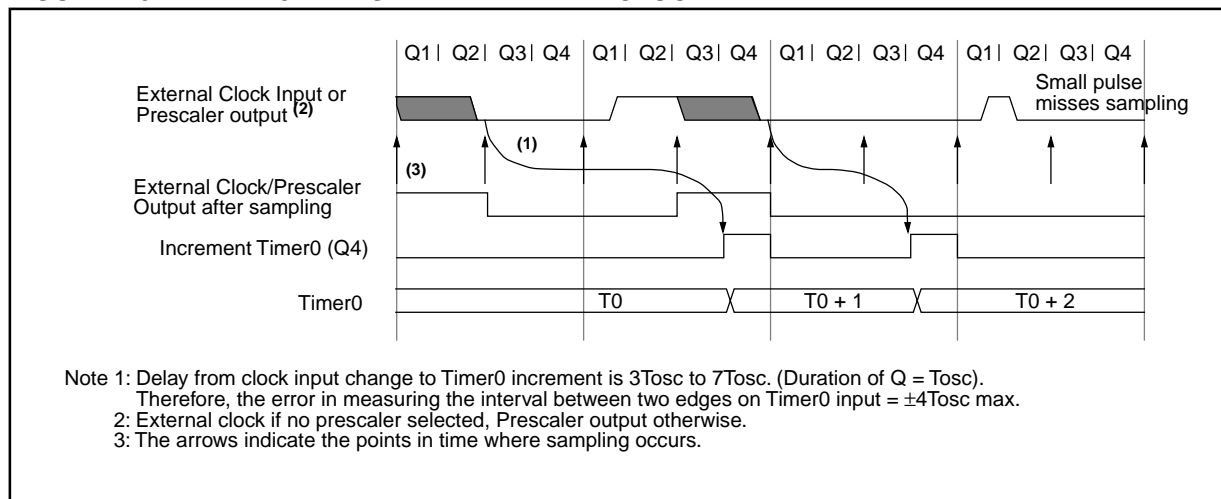 Q1 | Q2 | Q3 | Q4 Q1 | Q2 | Q3 | Q4 Q1 | Q2 | Q3 | Q4 Q1 | Q2 | Q3 | Q4
External Clock Input or
Prescaler output (2)
Small pulse
misses sampling
(1)
(3)
External Clock/Prescaler
Output after sampling
Increment Timer0 (Q4)
Timer0
T0 T0 + 1 T0 + 2
Note 1: Delay from clock input change to Timer0 increment is 3Tosc to 7Tosc. (Duration of Q = Tosc).
Therefore, the error in measuring the interval between two edges on Timer0 input = ±4Tosc max.
2: External clock if no prescaler selected, Prescaler output otherwise.
3: The arrows indicate the points in time where sampling occurs.